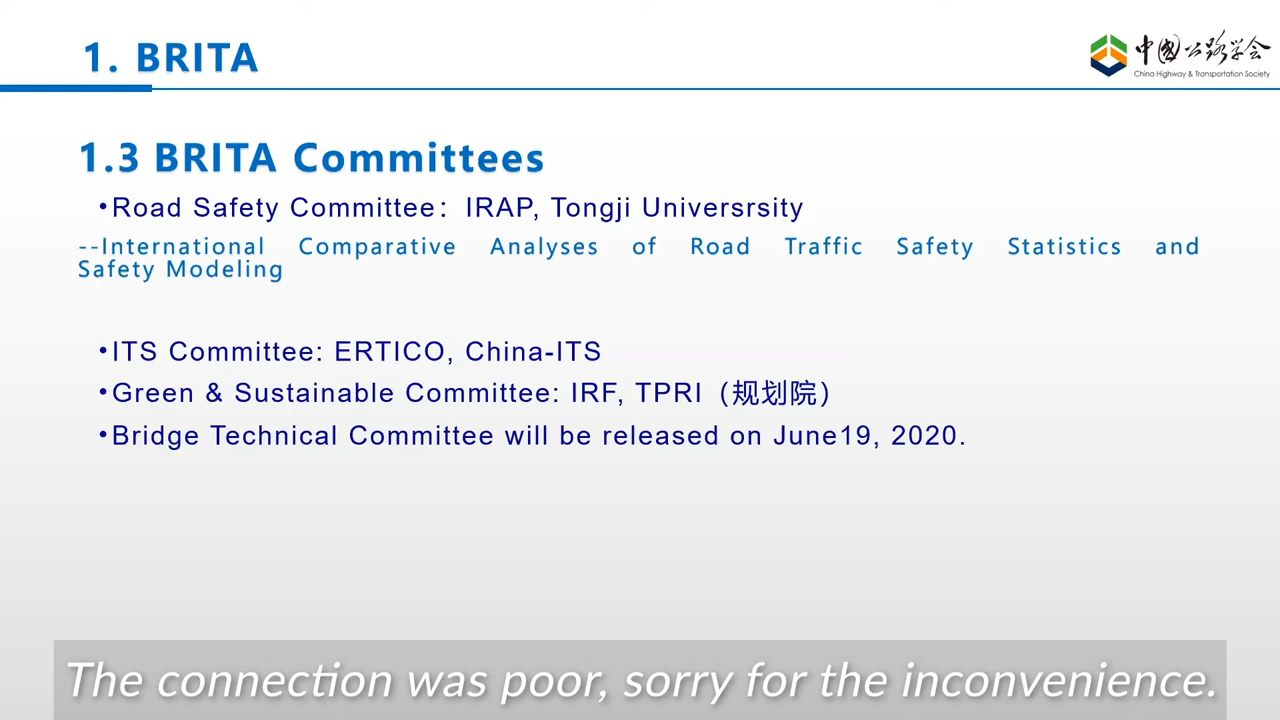 1. BRITA
中国公路学会
China Highway & Transportation Society
1.3 BRITA Committees
•Road Safety Committee：IRAP, Tongji Universrsity
--International Comparative Analyses of Road Traffic Safety Statistics and
Safety Modeling
•ITS Committee: ERTICO, China-ITS
•Green & Sustainable Committee: IRF, TPRI（规划院）
•Bridge Technical Committee will be released on June19, 2020.
The connection was poor, sorry for the inconvenience.